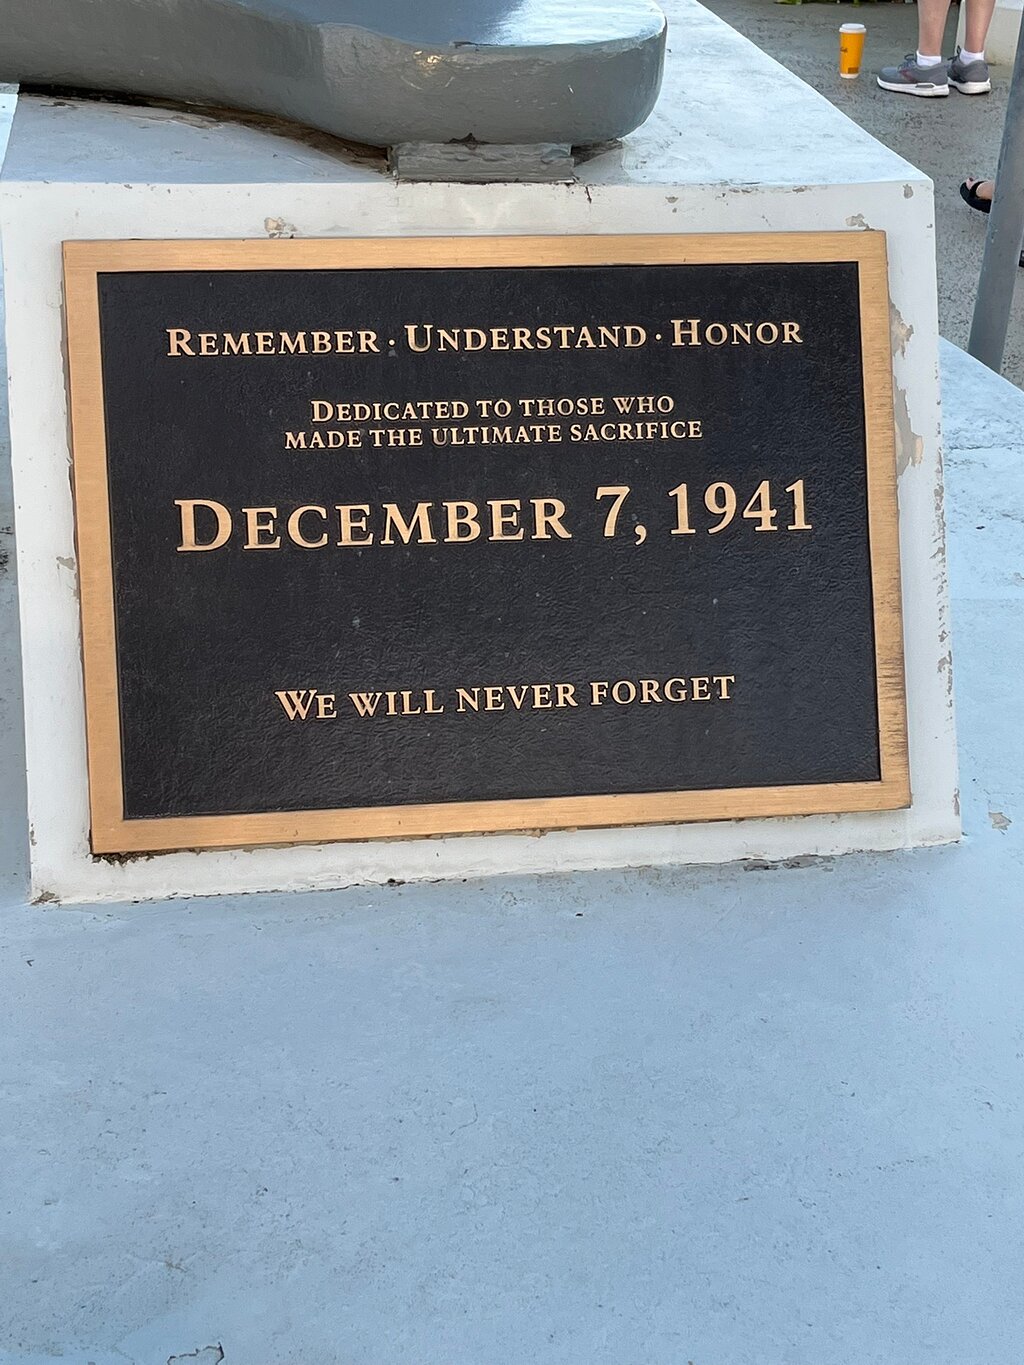 Remember · Understand · Honor
Dedicated to those who
made the ultimate sacrifice
December 7, 1941
We will never forget